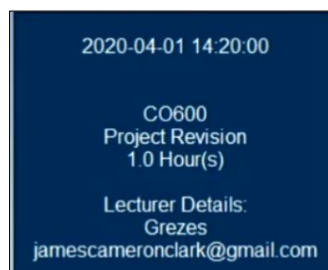 2020-04-01 14:20:00
CO600
Project Revision
1.0 Hour(s)
Lecturer Details:
Grezes
jamescameronclark@gmail.com